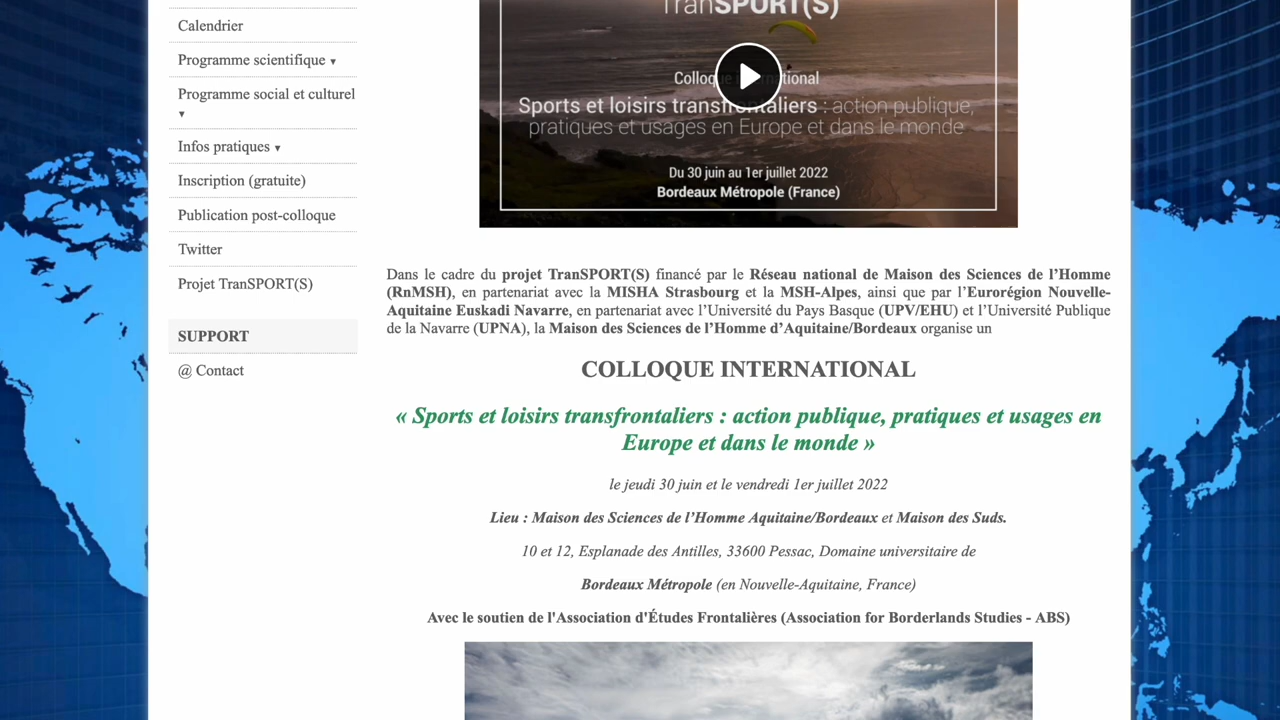 Calendrier
Programme scientifique ▾
Programme social et culturel
▾
Infos pratiques ▾
Inscription (gratuite)
Publication post-colloque
Twitter
Projet TranSPORT(S)
SUPPORT
@ Contact
TranSPORT(S)
Colloque international
Sports et loisirs transfrontaliers : action publique,
pratiques et usages en Europe et dans le monde
Du 30 juin au 1er juillet 2022
Bordeaux Métropole (France)
Dans le cadre du projet TranSPORT(S) financé par le Réseau national de Maison des Sciences de l’Homme
(RnMSH), en partenariat avec la MISHA Strasbourg et la MSH-Alpes, ainsi que par l’Eurorégion Nouvelle-
Aquitaine Euskadi Navarre, en partenariat avec l’Université du Pays Basque (UPV/EHU) et l’Université Publique
de la Navarre (UPNA), la Maison des Sciences de l’Homme d’Aquitaine/Bordeaux organise un
COLLOQUE INTERNATIONAL
« Sports et loisirs transfrontaliers : action publique, pratiques et usages en
Europe et dans le monde »
le jeudi 30 juin et le vendredi 1er juillet 2022
Lieu : Maison des Sciences de l’Homme Aquitaine/Bordeaux et Maison des Suds.
10 et 12, Esplanade des Antilles, 33600 Pessac, Domaine universitaire de
Bordeaux Métropole (en Nouvelle-Aquitaine, France)
Avec le soutien de l'Association d'Études Frontalières (Association for Borderlands Studies - ABS)